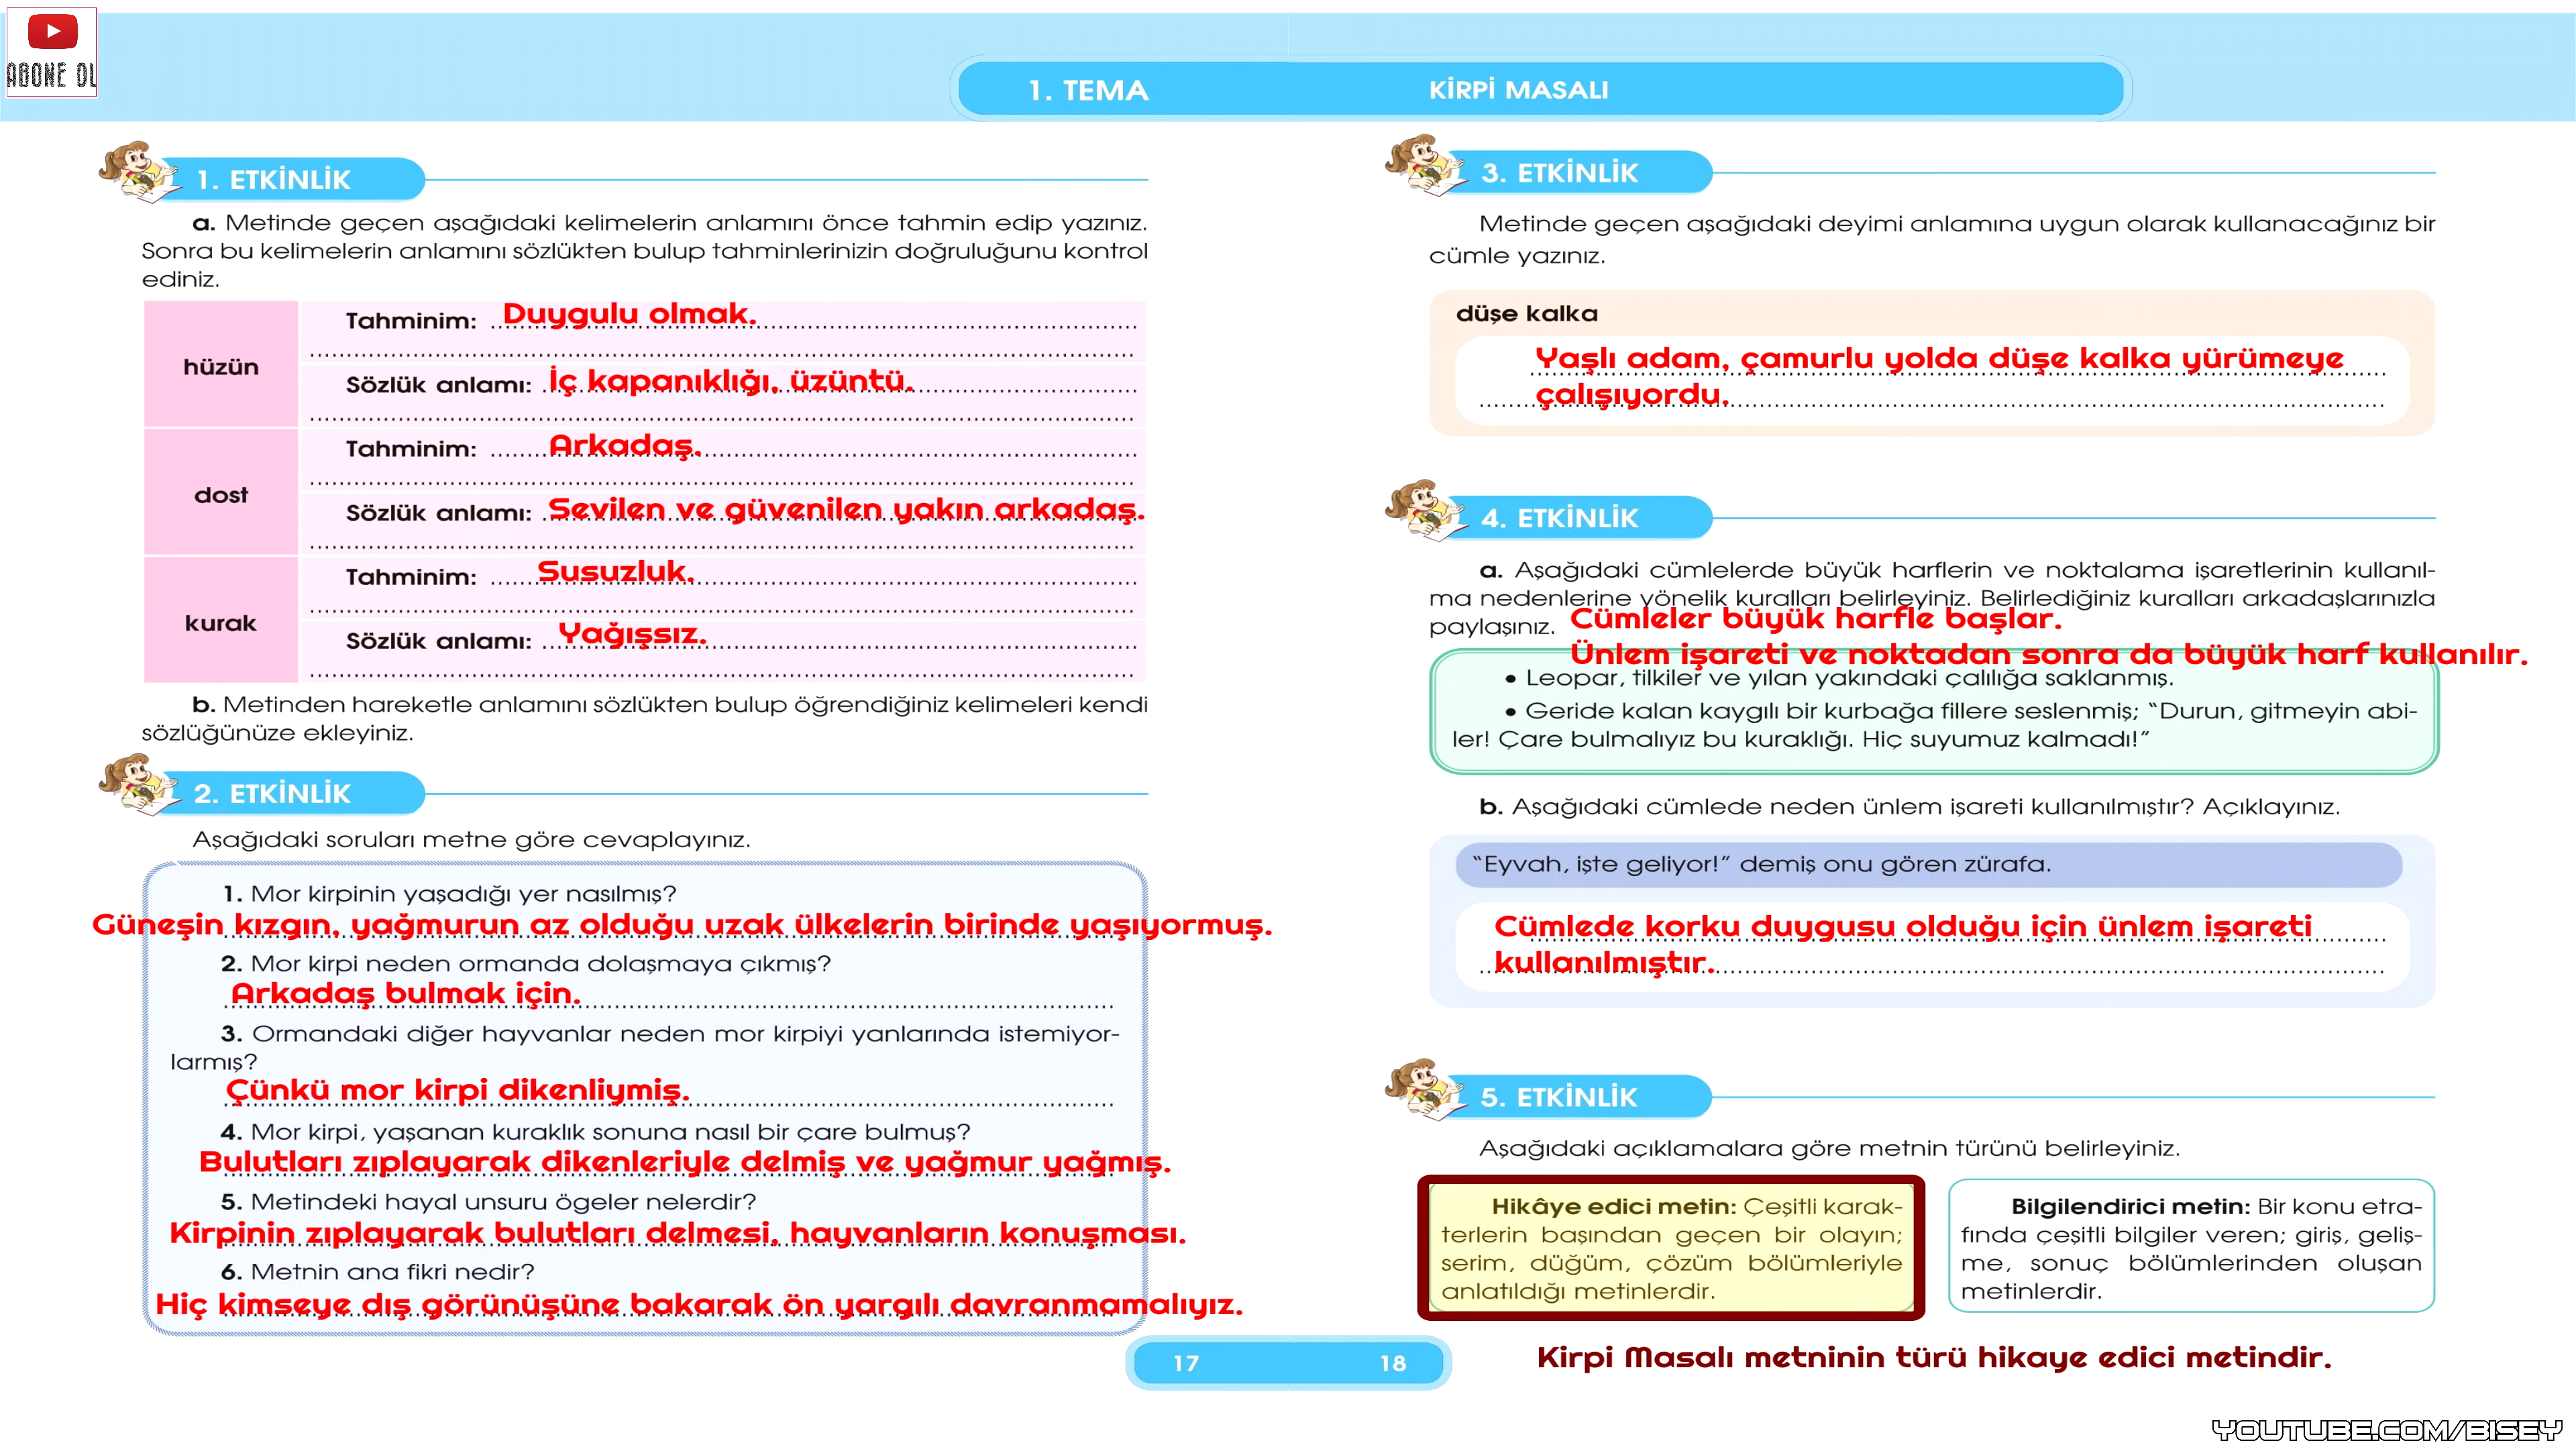 ABONE OL
1. TEMA
KİRPİ MASALI
1. ETKİNLİK
a. Metinde geçen aşağıdaki kelimelerin anlamını önce tahmin edip yazınız.
Sonra bu kelimelerin anlamını sözlükten bulup tahminlerinizin doğruluğunu kontrol
ediniz.
hüzün
Tahminim: Duygulu olmak.
Sözlük anlamı: İç kapanıklığı, üzüntü.
dost
Tahminim: Arkadaş.
Sözlük anlamı: Sevilen ve güvenilen yakın arkadaş.
kurak
Tahminim: Susuzluk.
Sözlük anlamı: Yağışsız.
b. Metinden hareketle anlamını sözlükten bulup öğrendiğiniz kelimeleri kendi
sözlüğünüze ekleyiniz.
2. ETKİNLİK
Aşağıdaki soruları metne göre cevaplayınız.
1. Mor kirpinin yaşadığı yer nasılmış?
Güneşin kızgın, yağmurun az olduğu uzak ülkelerin birinde yaşıyormuş.
2. Mor kirpi neden ormanda dolaşmaya çıkmış?
Arkadaş bulmak için.
3. Ormandaki diğer hayvanlar neden mor kirpiyi yanlarında istemiyor-
larmış?
Çünkü mor kirpi dikenliymiş.
4. Mor kirpi, yaşanan kuraklık sonuna nasıl bir çare bulmuş?
Bulutları zıplayarak dikenleriyle delmiş ve yağmur yağmış.
5. Metindeki hayal unsuru ögeler nelerdir?
Kirpinin zıplayarak bulutları delmesi, hayvanların konuşması.
6. Metnin ana fikri nedir?
Hiç kimseye dış görünüşüne bakarak ön yargılı davranmamalıyız.
17
3. ETKİNLİK
Metinde geçen aşağıdaki deyimi anlamına uygun olarak kullanacağınız bir
cümle yazınız.
düşe kalka
Yaşlı adam, çamurlu yolda düşe kalka yürümeye
çalışıyordu.
4. ETKİNLİK
a. Aşağıdaki cümlelerde büyük harflerin ve noktalama işaretlerinin kullanıl-
ma nedenlerine yönelik kuralları belirleyiniz. Belirlediğiniz kuralları arkadaşlarınızla
paylaşınız.
Cümleler büyük harfle başlar.
Ünlem işareti ve noktadan sonra da büyük harf kullanılır.
• Leopar, tilkiler ve yılan yakındaki çalılığa saklanmış.
• Geride kalan kaygılı bir kurbağa fillere seslenmiş; “Durun, gitmeyin abi-
ler! Çare bulmalıyız bu kuraklığı. Hiç suyumuz kalmadı!”
b. Aşağıdaki cümlede neden ünlem işareti kullanılmıştır? Açıklayınız.
“Eyvah, işte geliyor!” demiş onu gören zürafa.
Cümlede korku duygusu olduğu için ünlem işareti
kullanılmıştır.
5. ETKİNLİK
Aşağıdaki açıklamalara göre metnin türünü belirleyiniz.
Hikâye edici metin: Çeşitli karak-
terlerin başından geçen bir olayın;
serim, düğüm, çözüm bölümleriyle
anlatıldığı metinlerdir.
Bilgilendirici metin: Bir konu etra-
fında çeşitli bilgiler veren; giriş, geliş-
me, sonuç bölümlerinden oluşan
metinlerdir.
Kirpi Masalı metninin türü hikaye edici metindir.
18
YOUTUBE.COM/BISEY